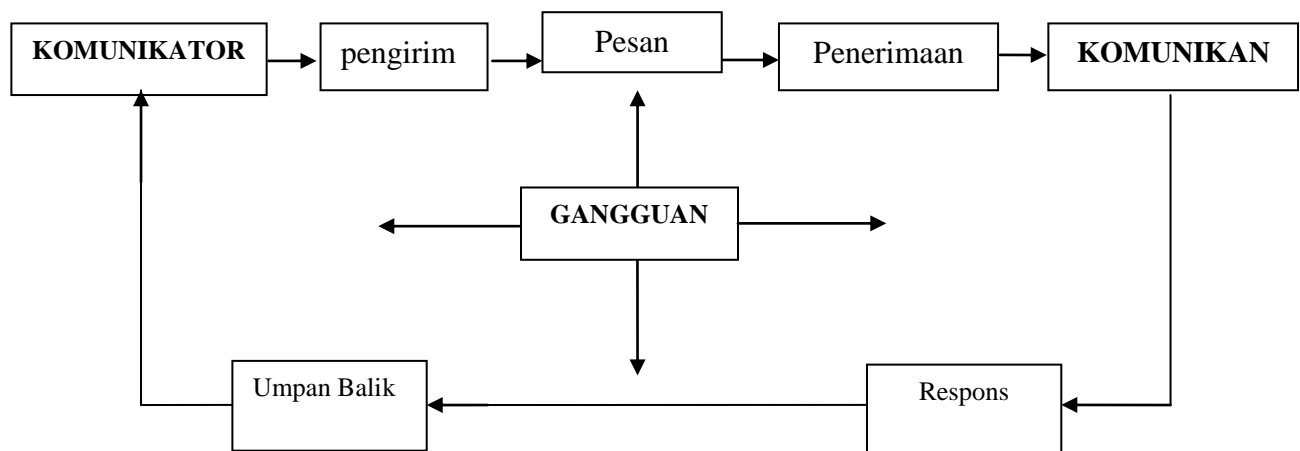 KOMUNIKATOR
pengirim
Pesan
Penerimaan
KOMUNIKAN
GANGGUAN
Umpan Balik
Respons